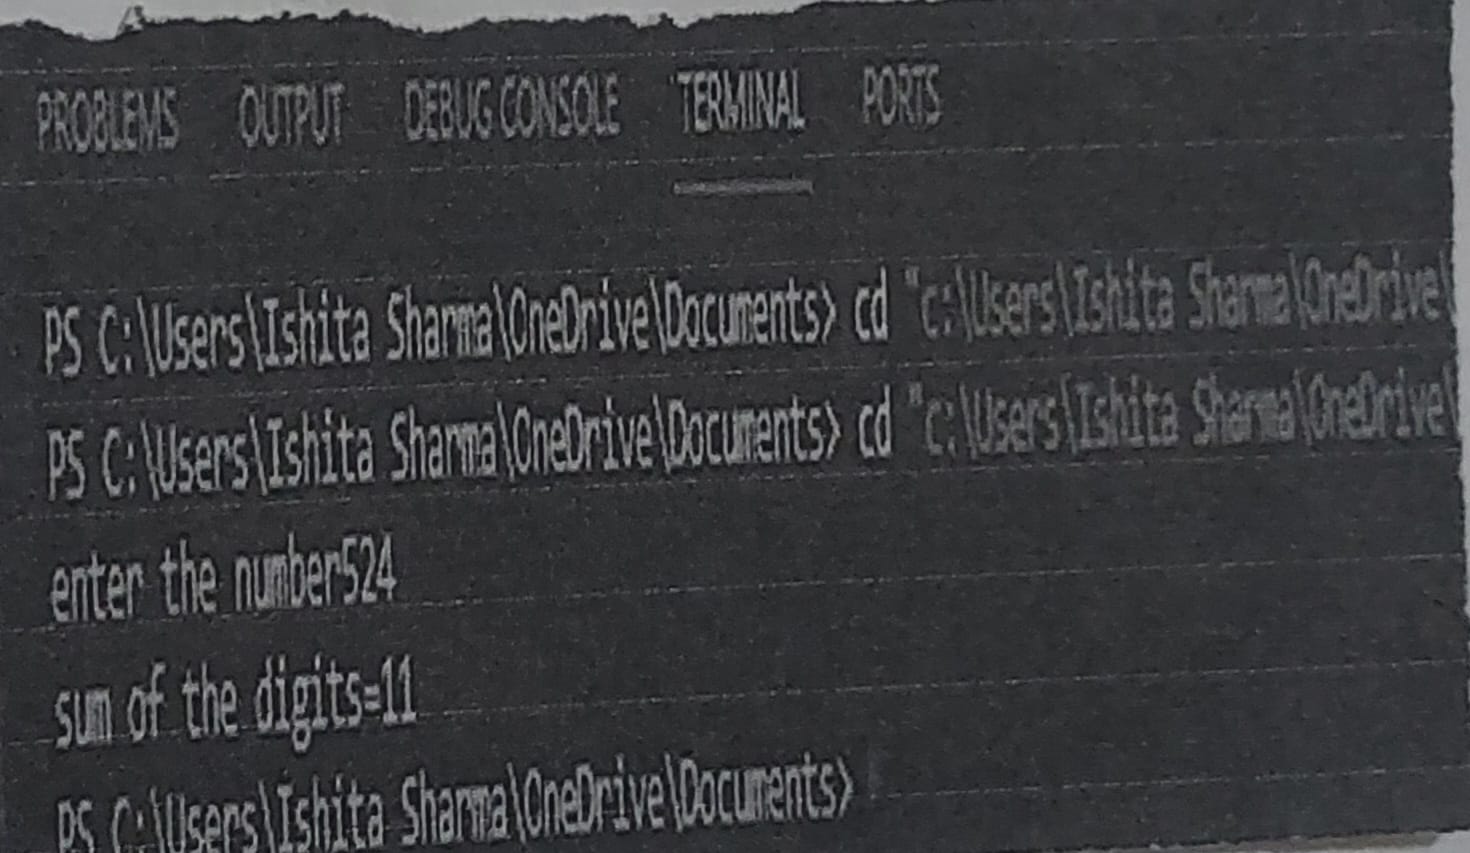 PROBLEMS OUTPUT DEBUG CONSOLE TERMINAL PORTS
PS C:\Users\Ishita Sharma\OneDrive\Documents> cd "c:\Users\Ishita Sharma\OneDrive\
PS C:\Users\Ishita Sharma\OneDrive\Documents> cd "c:\Users\Ishita Sharma\OneDrive\
enter the number524
sum of the digits=11
PS C:\Users\Ishita Sharma\OneDrive\Documents>